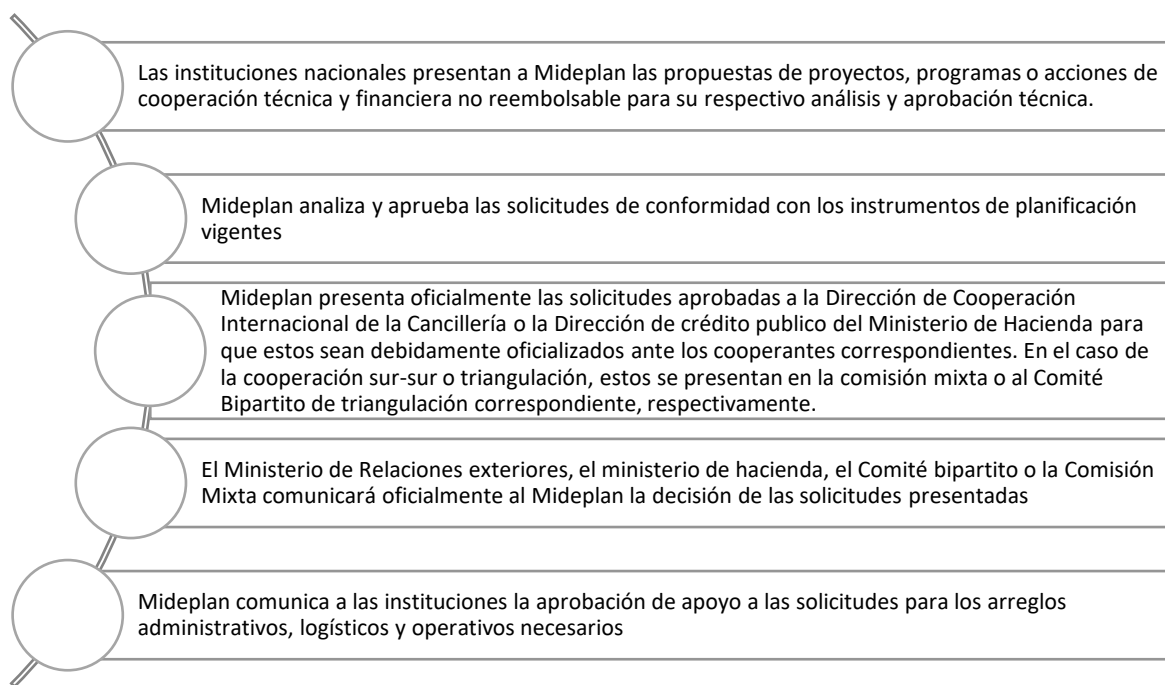 Las instituciones nacionales presentan a Mideplan las propuestas de proyectos, programas o acciones de
cooperación técnica y financiera no reembolsable para su respectivo análisis y aprobación técnica.
Mideplan analiza y aprueba las solicitudes de conformidad con los instrumentos de planificación
vigentes
Mideplan presenta oficialmente las solicitudes aprobadas a la Dirección de Cooperación
Internacional de la Cancillería o la Dirección de crédito publico del Ministerio de Hacienda para
que estos sean debidamente oficializados ante los cooperantes correspondientes. En el caso de
la cooperación sur-sur o triangulación, estos se presentan en la comisión mixta o al Comité
Bipartito de triangulación correspondiente, respectivamente.
El Ministerio de Relaciones exteriores, el ministerio de hacienda, el Comité bipartito o la Comisión
Mixta comunicará oficialmente al Mideplan la decisión de las solicitudes presentadas
Mideplan comunica a las instituciones la aprobación de apoyo a las solicitudes para los arreglos
administrativos, logísticos y operativos necesarios